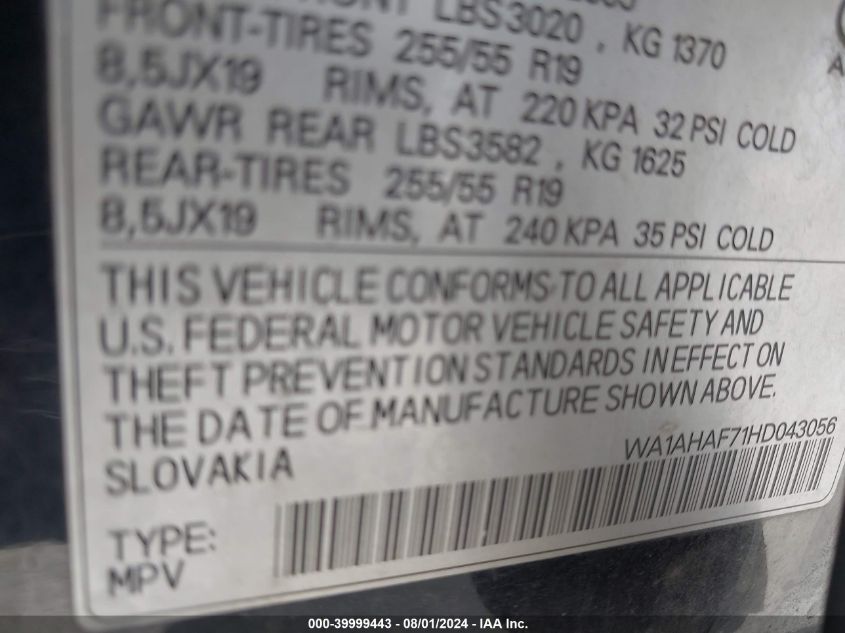 FRONT LBS3020 , KG 1370
FRONT-TIRES 255/55 R19
8,5JX19 RIMS, AT 220 KPA 32 PSI COLD
GAWR REAR LBS3582 , KG 1625
REAR-TIRES 255/55 R19
8,5JX19 RIMS, AT 240 KPA 35 PSI COLD
THIS VEHICLE CONFORMS TO ALL APPLICABLE
U.S. FEDERAL MOTOR VEHICLE SAFETY AND
THEFT PREVENTION STANDARDS IN EFFECT ON
THE DATE OF MANUFACTURE SHOWN ABOVE.
SLOVAKIA WA1AHAF71HD043056
TYPE:
MPV
000-39999443 - 08/01/2024 - IAA Inc.